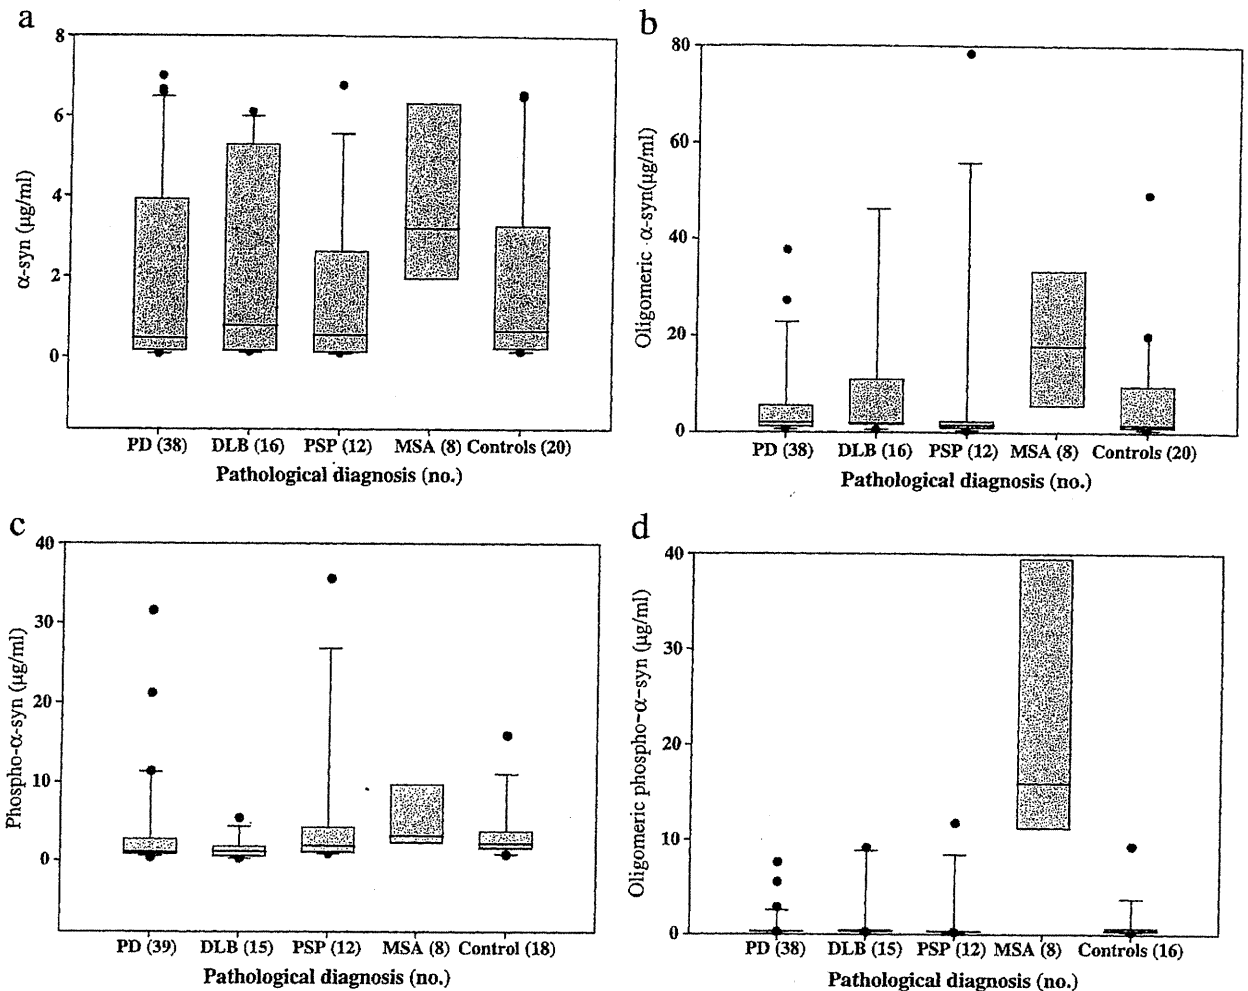 a
8
6
4
2
0
α-syn (µg/ml)
PD (38) DLB (16) PSP (12) MSA (8) Controls (20)
Pathological diagnosis (no.)
b
80
60
40
20
0
Oligomeric α-syn(µg/ml)
PD (38) DLB (16) PSP (12) MSA (8) Controls (20)
Pathological diagnosis (no.)
c
40
30
20
10
0
Phospho-α-syn (µg/ml)
PD (39) DLB (15) PSP (12) MSA (8) Control (18)
Pathological diagnosis (no.)
d
40
30
20
10
0
Oligomeric phospho-α-syn (µg/ml)
PD (38) DLB (15) PSP (12) MSA (8) Controls (16)
Pathological diagnosis (no.)